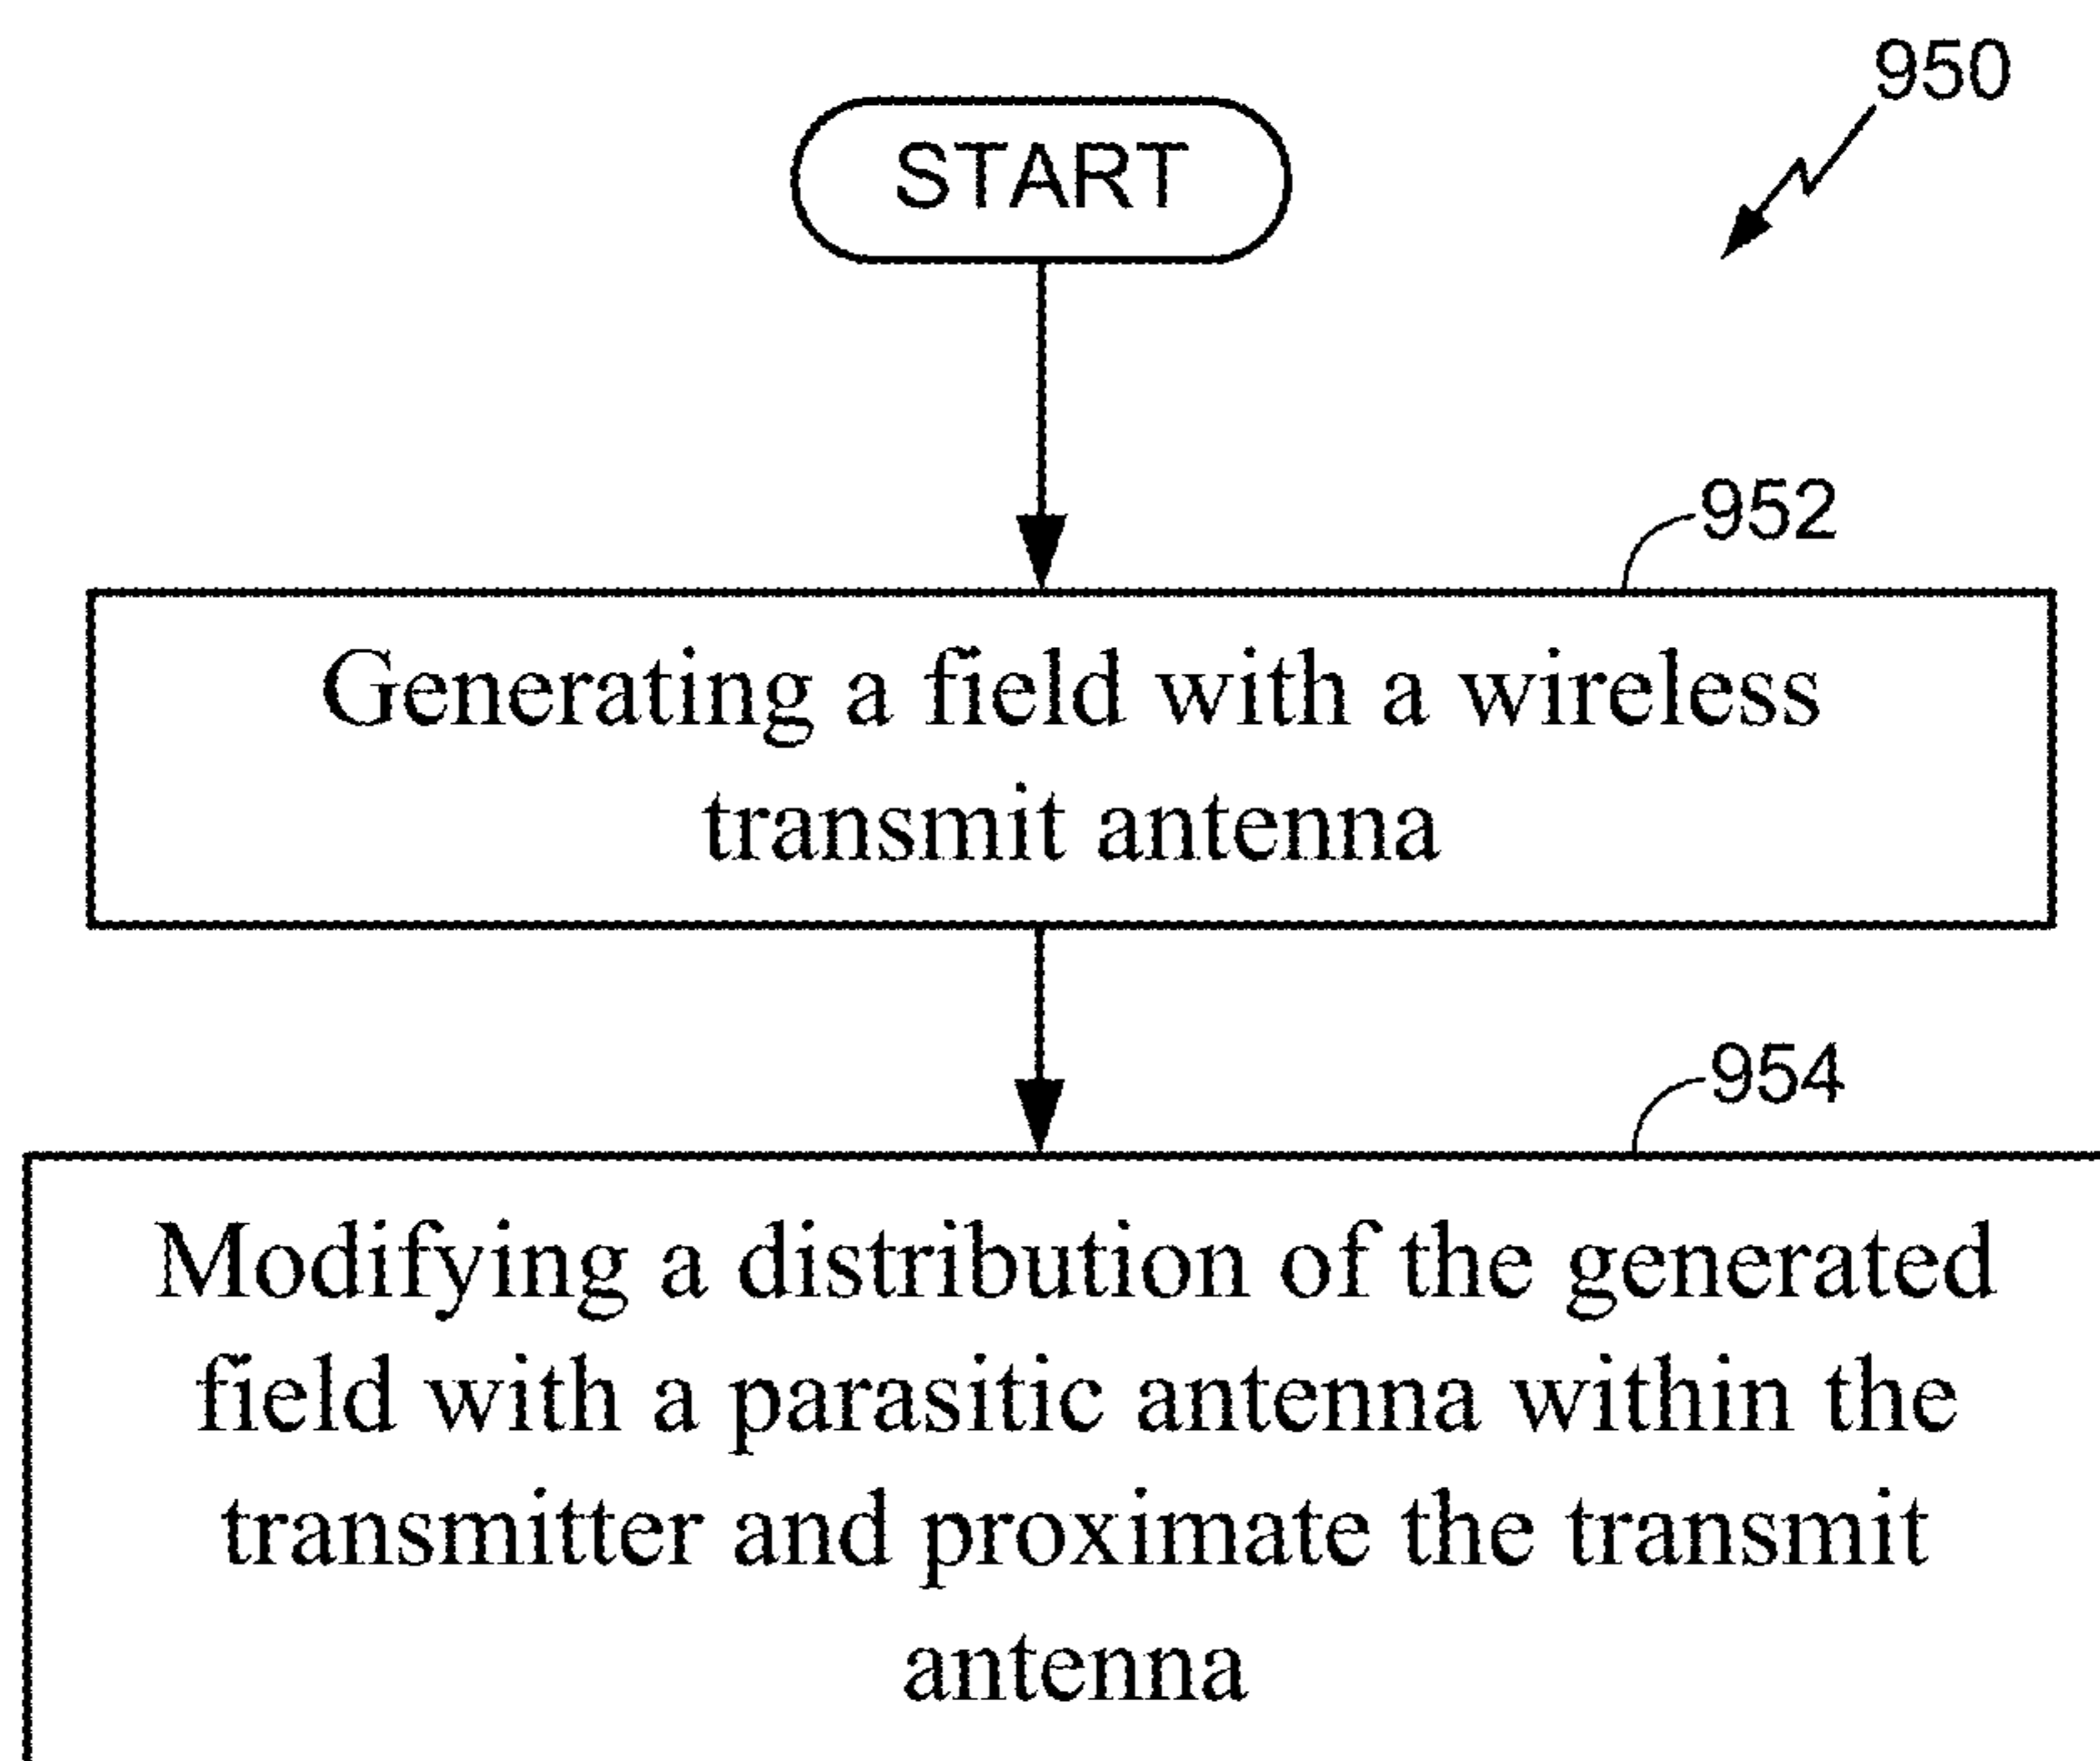 950
START
952
Generating a field with a wireless
transmit antenna
954
Modifying a distribution of the generated
field with a parasitic antenna within the
transmitter and proximate the transmit
antenna